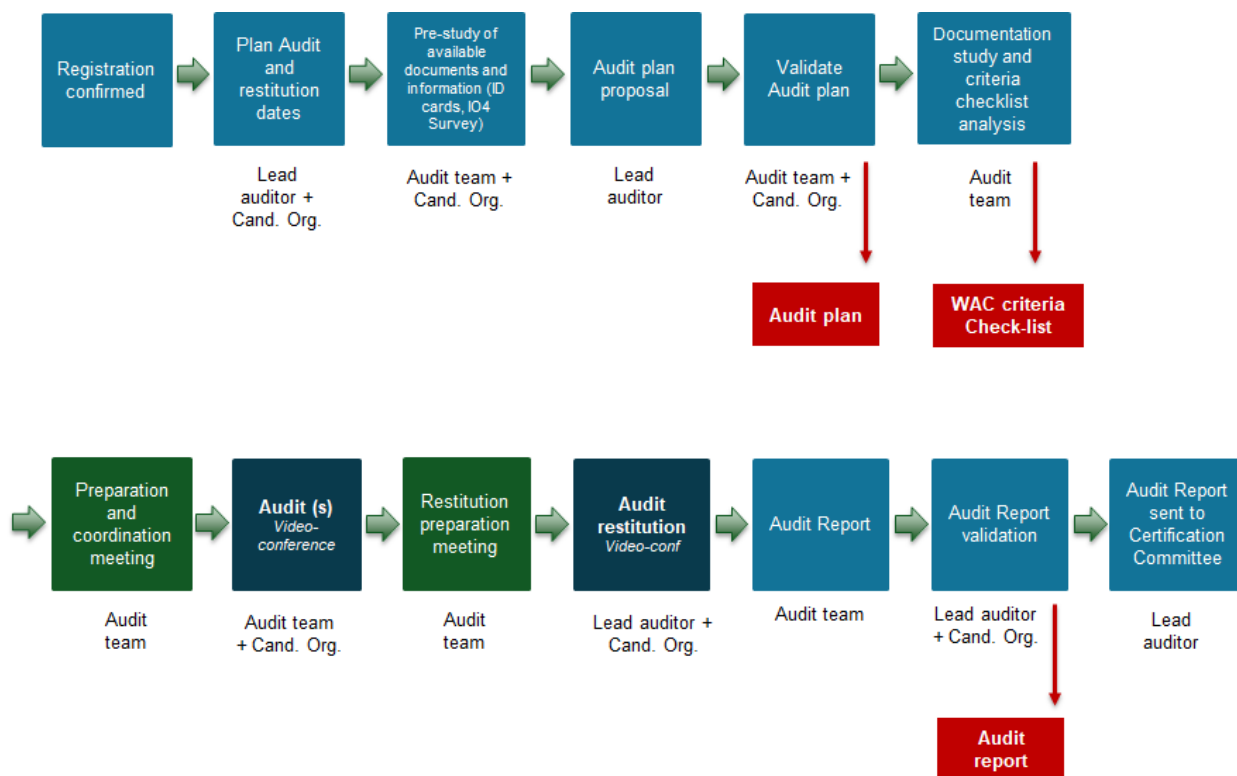 Registration
confirmed
Plan Audit
and
restitution
dates
Pre-study of
available
documents and
information (ID
cards, IO4
Survey)
Audit plan
proposal
Validate
Audit plan
Documentation
study and
criteria
checklist
analysis
Lead
auditor +
Cand. Org.
Audit team +
Cand. Org.
Lead
auditor
Audit team +
Cand. Org.
Audit
team
Audit plan
WAC criteria
Check-list
Preparation
and
coordination
meeting
Audit (s)
Video-
conference
Restitution
preparation
meeting
Audit
restitution
Video-conf
Audit Report
Audit Report
validation
Audit Report
sent to
Certification
Committee
Audit
team
Audit team
+ Cand. Org.
Audit
team
Lead auditor +
Cand. Org.
Audit team
Lead auditor
+ Cand. Org.
Lead
auditor
Audit
report